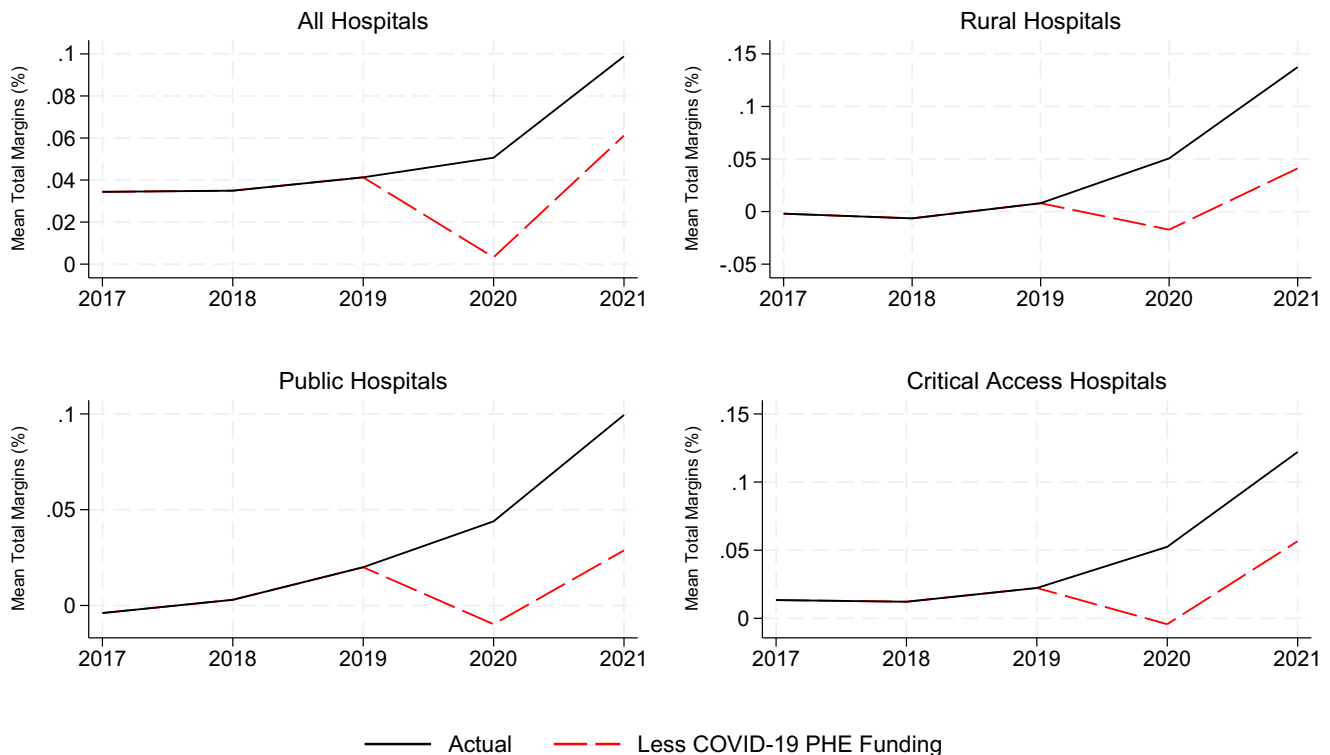 All Hospitals
Mean Total Margins (%)
.1
.08
.06
.04
.02
0
2017 2018 2019 2020 2021
Rural Hospitals
Mean Total Margins (%)
.15
.1
.05
0
-.05
2017 2018 2019 2020 2021
Public Hospitals
Mean Total Margins (%)
.1
.05
0
2017 2018 2019 2020 2021
Critical Access Hospitals
Mean Total Margins (%)
.15
.1
.05
0
2017 2018 2019 2020 2021
Actual Less COVID-19 PHE Funding